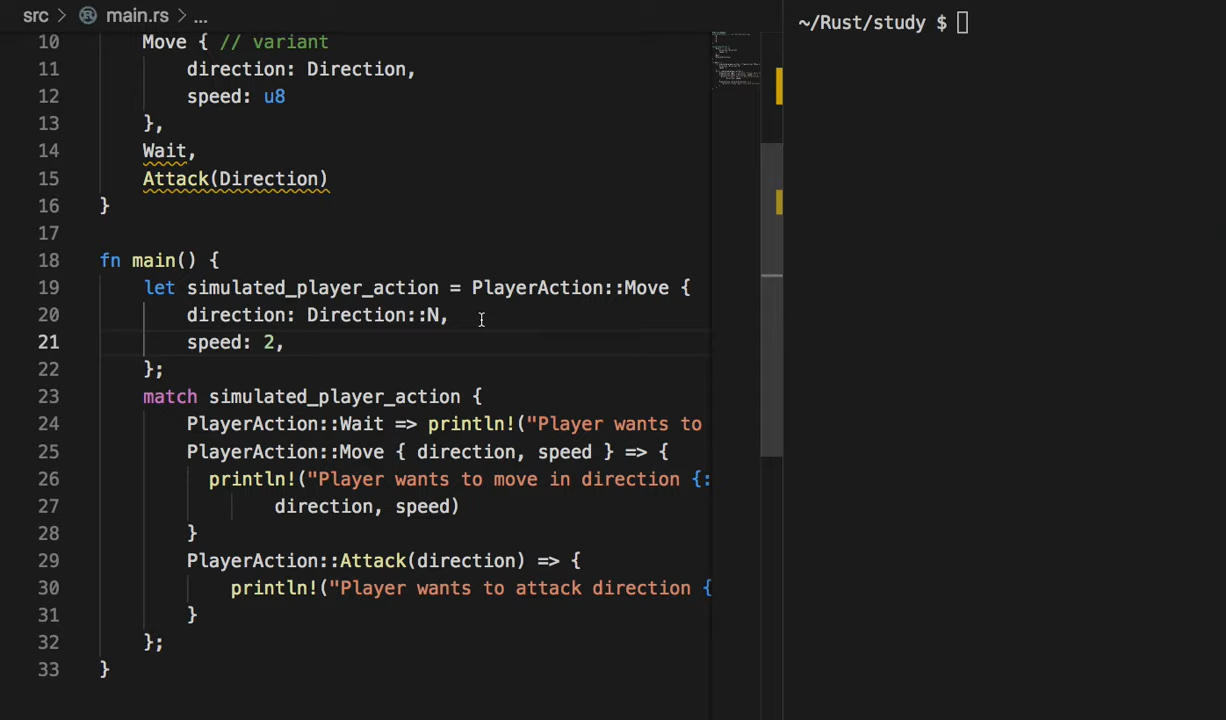 src > main.rs > ...
~/Rust/study $
10 Move { // variant
11 direction: Direction,
12 speed: u8
13 },
14 Wait,
15 Attack(Direction)
16 }
17
18 fn main() {
19 let simulated_player_action = PlayerAction::Move {
20 direction: Direction::N,
21 speed: 2,
22 };
23 match simulated_player_action {
24 PlayerAction::Wait => println!("Player wants to
25 PlayerAction::Move { direction, speed } => {
26 println!("Player wants to move in direction {:
27 direction, speed)
28 }
29 PlayerAction::Attack(direction) => {
30 println!("Player wants to attack direction {
31 }
32 };
33 }